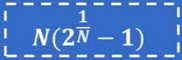 N(2^{1/N} − 1)